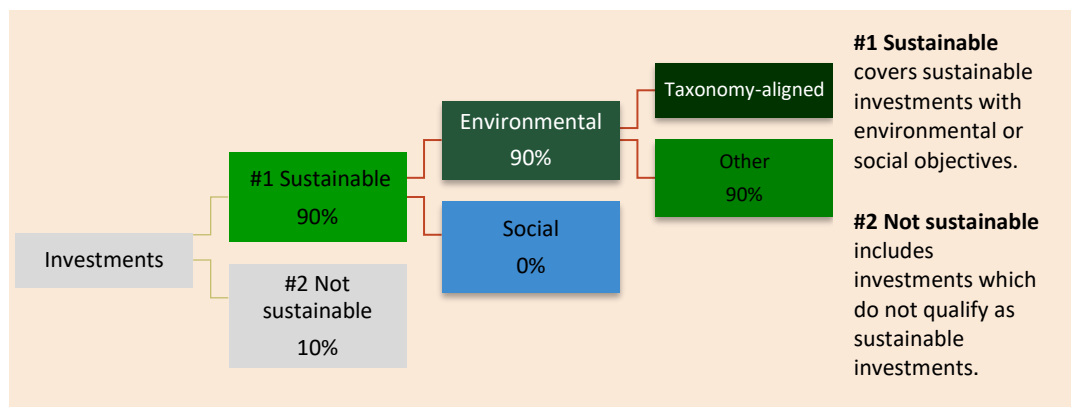 Investments
#1 Sustainable
90%
#2 Not
sustainable
10%
Environmental
90%
Social
0%
Taxonomy-aligned
Other
90%
#1 Sustainable
covers sustainable
investments with
environmental or
social objectives.
#2 Not sustainable
includes
investments which
do not qualify as
sustainable
investments.